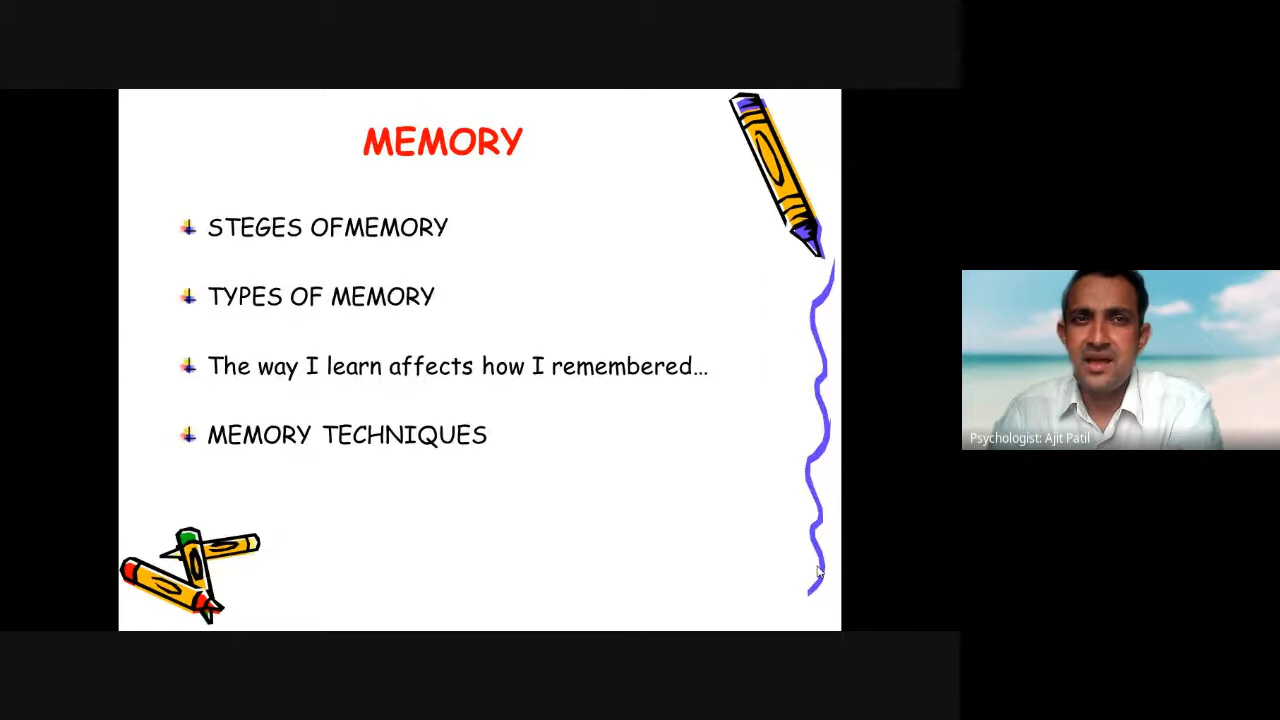 MEMORY
STEGES OFMEMORY
TYPES OF MEMORY
The way I learn affects how I remembered...
MEMORY TECHNIQUES
Psychologist: Ajit Patil